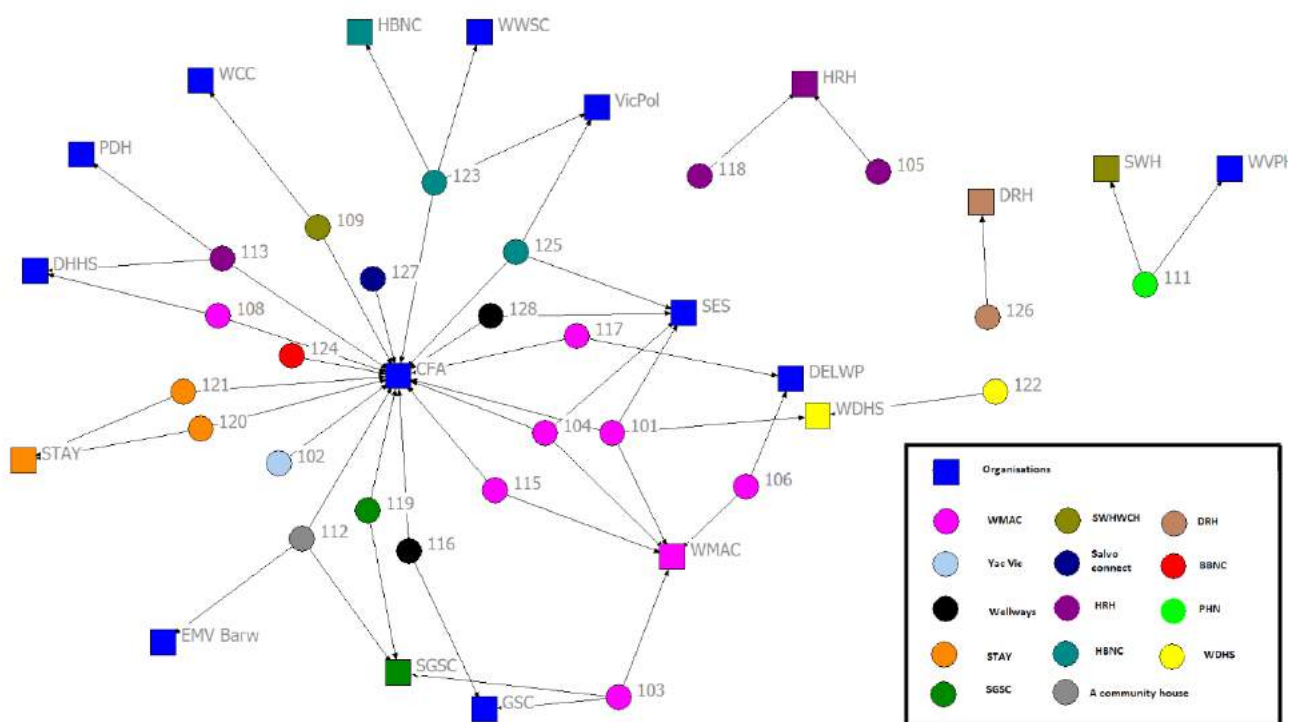 HBNC
WWSC
WCC
VicPol
HRH
PDH
123
118
105
SWH
WVPH
DRH
109
113
125
DHHS
127
111
108
128
SES
126
117
124
CFA
DELWP
121
122
WDHS
120
104
101
STAY
102
115
106
119
112
116
WMAC
EMV Barw
SGSC
103
GSC
Organisations
WMAC
SWHWCH
DRH
Yac Vic
Salvo
connect
BBNC
Wellways
HRH
PHN
STAY
HBNC
WDHS
SGSC
A community house